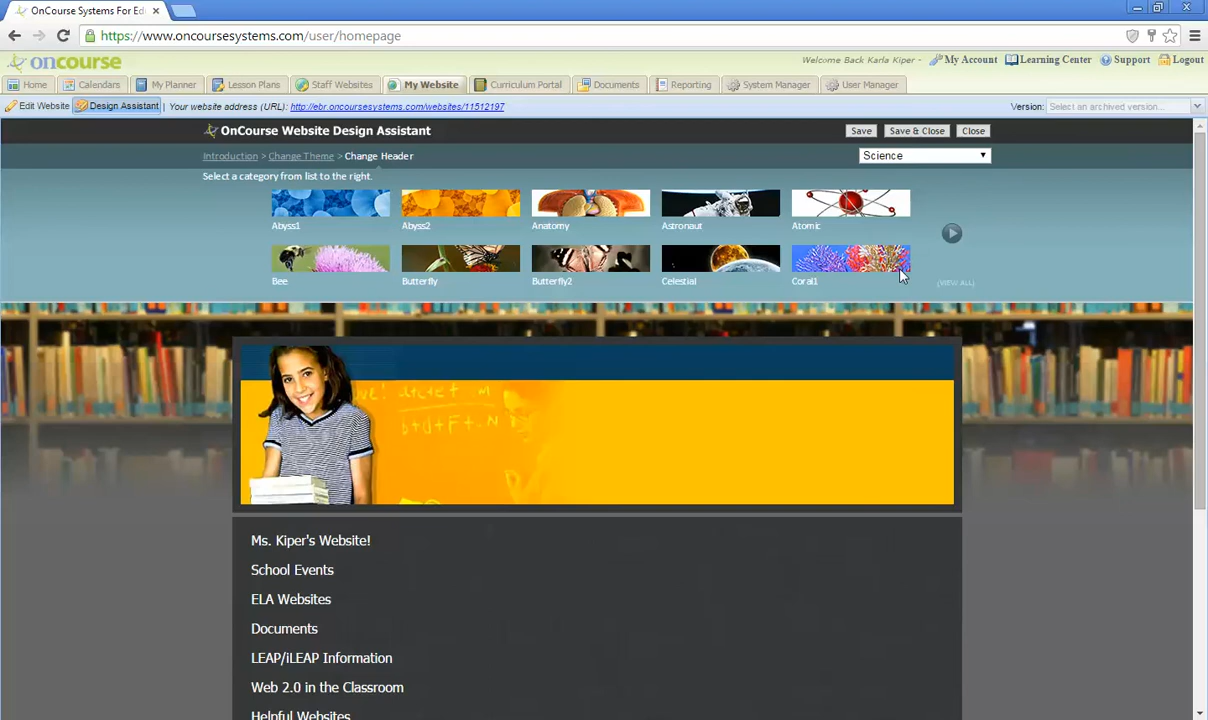 OnCourse Systems For Ed
https://www.oncoursesystems.com/user/homepage
oncourse
Welcome Back Karla Kiper My Account Learning Center Support Logout
Home Calendars My Planner Lesson Plans Staff Websites My Website Curriculum Portal Documents Reporting System Manager User Manager
Edit Website Design Assistant | Your website address (URL): http://ebr.oncoursesystems.com/websites/11512197 Version: Select an archived version...
OnCourse Website Design Assistant Save Save & Close Close
Introduction > Change Theme > Change Header Science
Select a category from list to the right.
Abyss1 Abyss2 Anatomy Astronaut Atomic
Bee Butterfly Butterfly2 Celestial Coral1 (VIEW ALL)
b+d+F+-N
Ms. Kiper's Website!
School Events
ELA Websites
Documents
LEAP/iLEAP Information
Web 2.0 in the Classroom
Helpful Websites